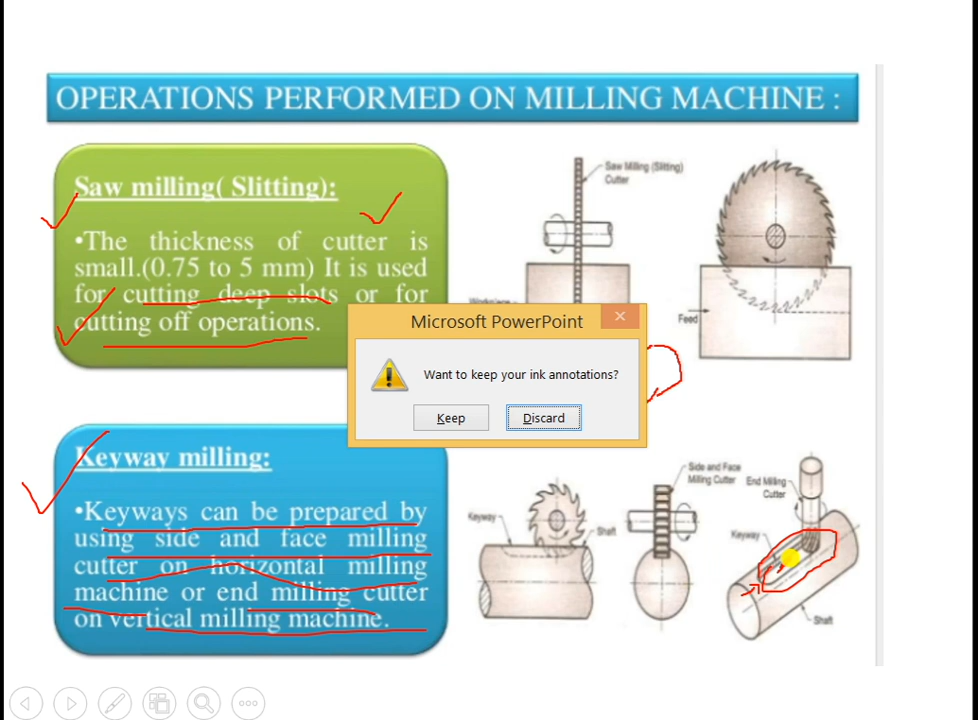 OPERATIONS PERFORMED ON MILLING MACHINE :
Saw milling( Slitting):
•The thickness of cutter is
small.(0.75 to 5 mm) It is used
for cutting deep slots or for
cutting off operations.
Saw Milling (Slitting)
Cutter
Feed
Microsoft PowerPoint
Want to keep your ink annotations?
Keep
Discard
Keyway milling:
•Keyways can be prepared by
using side and face milling
cutter on horizontal milling
machine or end milling cutter
on vertical milling machine.
Keyway
Shaft
Side and Face
Milling Cutter
End Milling
Cutter
Keyway
Shaft